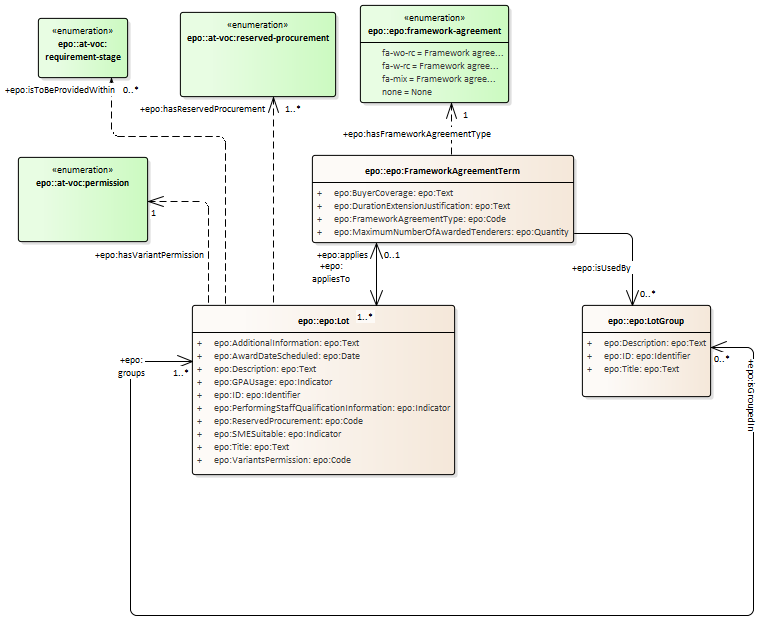 «enumeration»
epo::at-voc:
requirement-stage
«enumeration»
epo::at-voc:reserved-procurement
«enumeration»
epo::epo:framework-agreement
fa-wo-rc = Framework agree...
fa-w-rc = Framework agree...
fa-mix = Framework agree...
none = None
+epo:isToBeProvidedWithin 0..*
+epo:hasReservedProcurement 1..*
1
+epo:hasFrameworkAgreementType
«enumeration»
epo::at-voc:permission
1
+epo:hasVariantPermission
epo::epo:FrameworkAgreementTerm
+ epo:BuyerCoverage: epo:Text
+ epo:DurationExtensionJustification: epo:Text
+ epo:FrameworkAgreementType: epo:Code
+ epo:MaximumNumberOfAwardedTenderers: epo:Quantity
+epo:applies 0..1
+epo:
appliesTo
+epo:isUsedBy
0..*
epo::epo:Lot 1..*
+ epo:AdditionalInformation: epo:Text
+ epo:AwardDateScheduled: epo:Date
+ epo:Description: epo:Text
+ epo:GPAUsage: epo:Indicator
+ epo:ID: epo:Identifier
+ epo:PerformingStaffQualificationInformation: epo:Indicator
+ epo:ReservedProcurement: epo:Code
+ epo:SMESuitable: epo:Indicator
+ epo:Title: epo:Text
+ epo:VariantsPermission: epo:Code
epo::epo:LotGroup
+ epo:Description: epo:Text
+ epo:ID: epo:Identifier
+ epo:Title: epo:Text
+epo:
groups
1..*
0..*
+epo:isGroupedIn